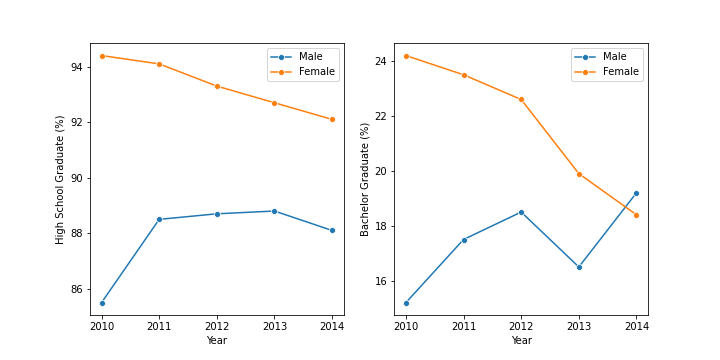 High School Graduate (%)
94
92
90
88
86
Male
Female
2010 2011 2012 2013 2014
Year
Bachelor Graduate (%)
24
22
20
18
16
Male
Female
2010 2011 2012 2013 2014
Year